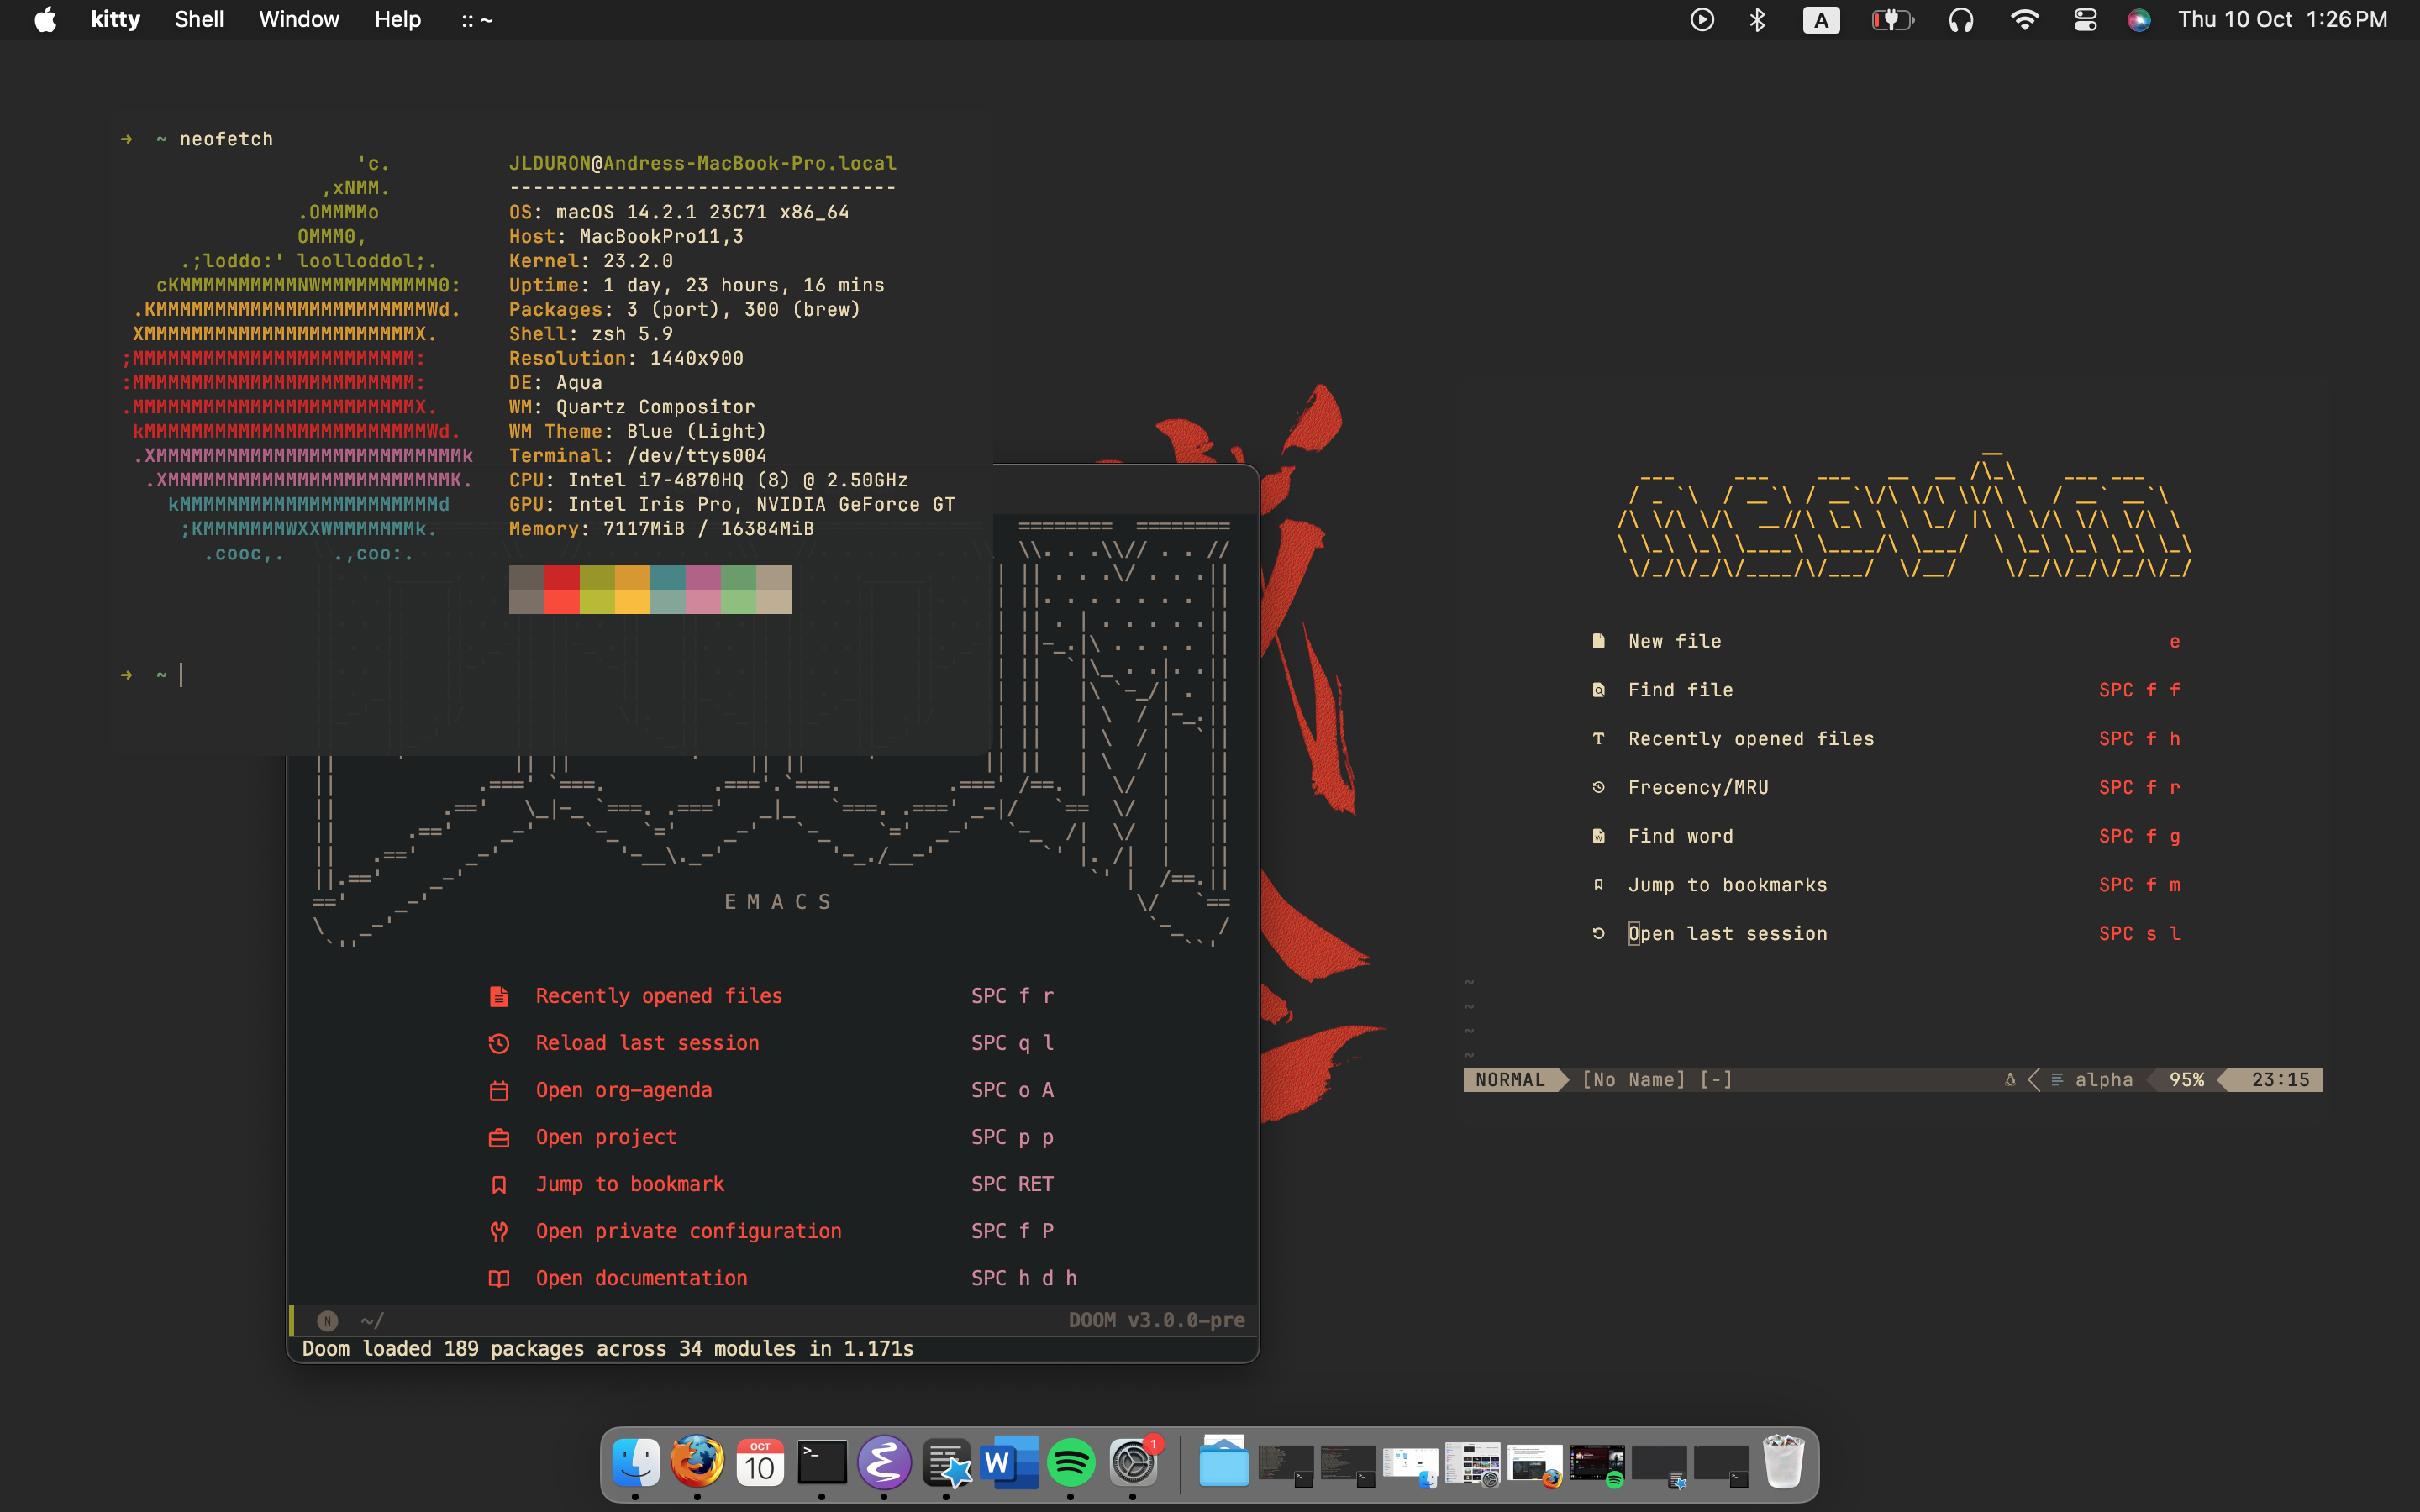 kitty Shell Window Help :: ~
A Thu 10 Oct 1:26 PM
→ ~ neofetch
JLDURON@Andress-MacBook-Pro.local
---------------------------------
OS: macOS 14.2.1 23C71 x86_64
Host: MacBookPro11,3
Kernel: 23.2.0
Uptime: 1 day, 23 hours, 16 mins
Packages: 3 (port), 300 (brew)
Shell: zsh 5.9
Resolution: 1440x900
DE: Aqua
WM: Quartz Compositor
WM Theme: Blue (Light)
Terminal: /dev/ttys004
CPU: Intel i7-4870HQ (8) @ 2.50GHz
GPU: Intel Iris Pro, NVIDIA GeForce GT
Memory: 7117MiB / 16384MiB
→ ~
EMACS
Recently opened files SPC f r
Reload last session SPC q l
Open org-agenda SPC o A
Open project SPC p p
Jump to bookmark SPC RET
Open private configuration SPC f P
Open documentation SPC h d h
N ~/ DOOM v3.0.0-pre
Doom loaded 189 packages across 34 modules in 1.171s
neovim
New file e
Find file SPC f f
Recently opened files SPC f h
Frecency/MRU SPC f r
Find word SPC f g
Jump to bookmarks SPC f m
Open last session SPC s l
~
~
~
~
NORMAL [No Name] [-] alpha 95% 23:15
OCT
10
>_
W
1